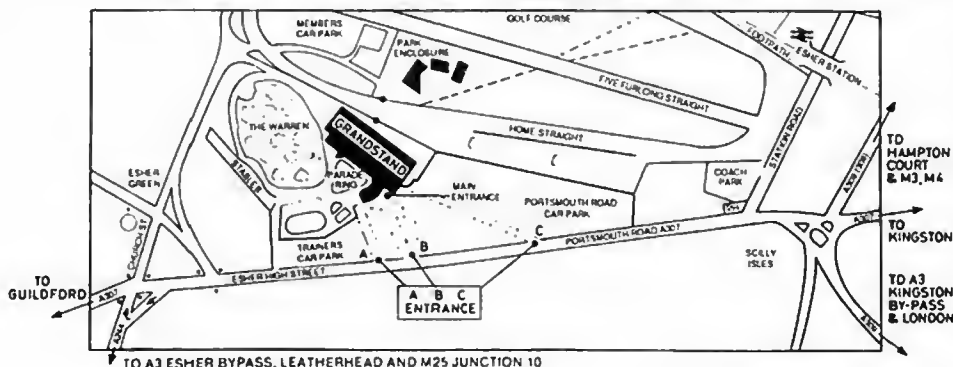 GOLF COURSE
MEMBERS
CAR PARK
PARK
ENCLOSURE
FOOTPATH
ESHER STATION
FIVE FURLONG STRAIGHT
THE WARREN
GRANDSTAND
HOME STRAIGHT
STATION ROAD
TO
HAMPTON
COURT
& M3, M4
ESHER
GREEN
STABLES
PARADE
RING
MAIN
ENTRANCE
COACH
PARK
PORTSMOUTH ROAD
CAR PARK
A307
TO
KINGSTON
CHURCH ST
TRAINERS
CAR PARK
A
B
C
PORTSMOUTH ROAD A307
SCILLY
ISLES
TO
GUILDFORD
A307
ESHER HIGH STREET
A B C
ENTRANCE
TO A3
KINGSTON
BY-PASS
& LONDON
A244
A309
TO A3 ESHER BYPASS, LEATHERHEAD AND M25 JUNCTION 10